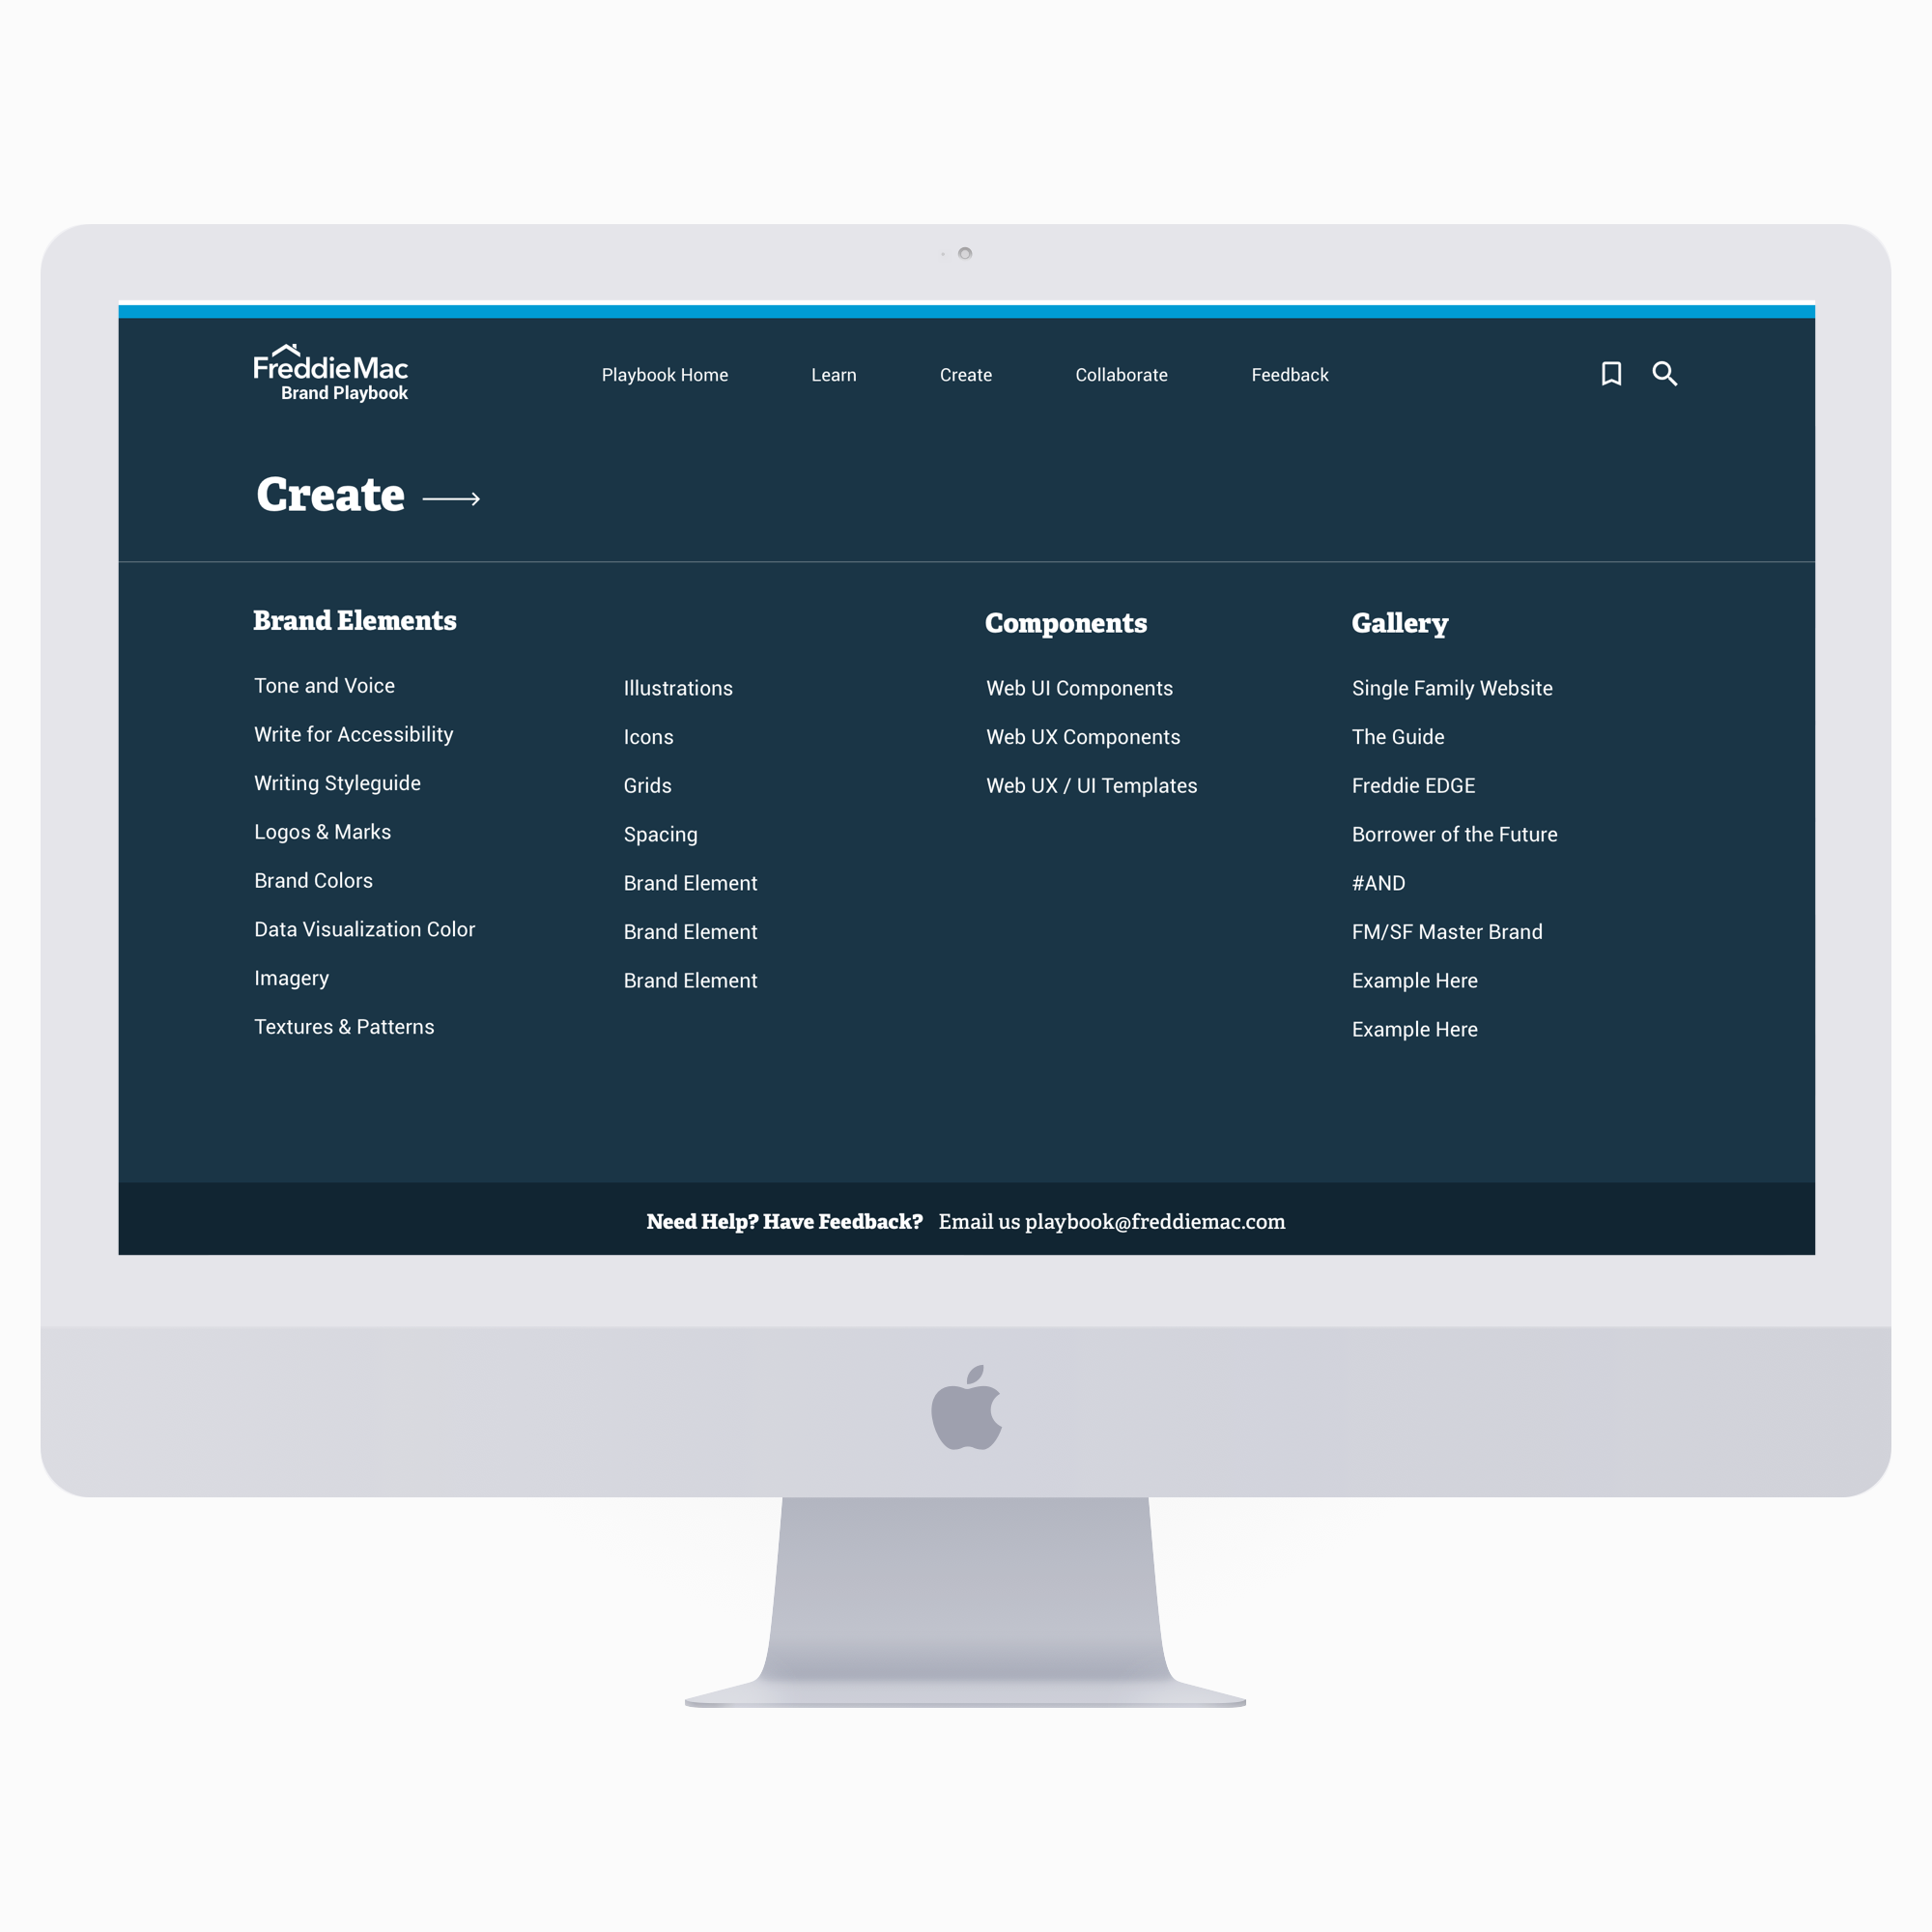 FreddieMac
Brand Playbook
Playbook Home
Learn
Create
Collaborate
Feedback
Create
Brand Elements
Tone and Voice
Write for Accessibility
Writing Styleguide
Logos & Marks
Brand Colors
Data Visualization Color
Imagery
Textures & Patterns
Illustrations
Icons
Grids
Spacing
Brand Element
Brand Element
Brand Element
Components
Web UI Components
Web UX Components
Web UX / UI Templates
Gallery
Single Family Website
The Guide
Freddie EDGE
Borrower of the Future
#AND
FM/SF Master Brand
Example Here
Example Here
Need Help? Have Feedback? Email us playbook@freddiemac.com